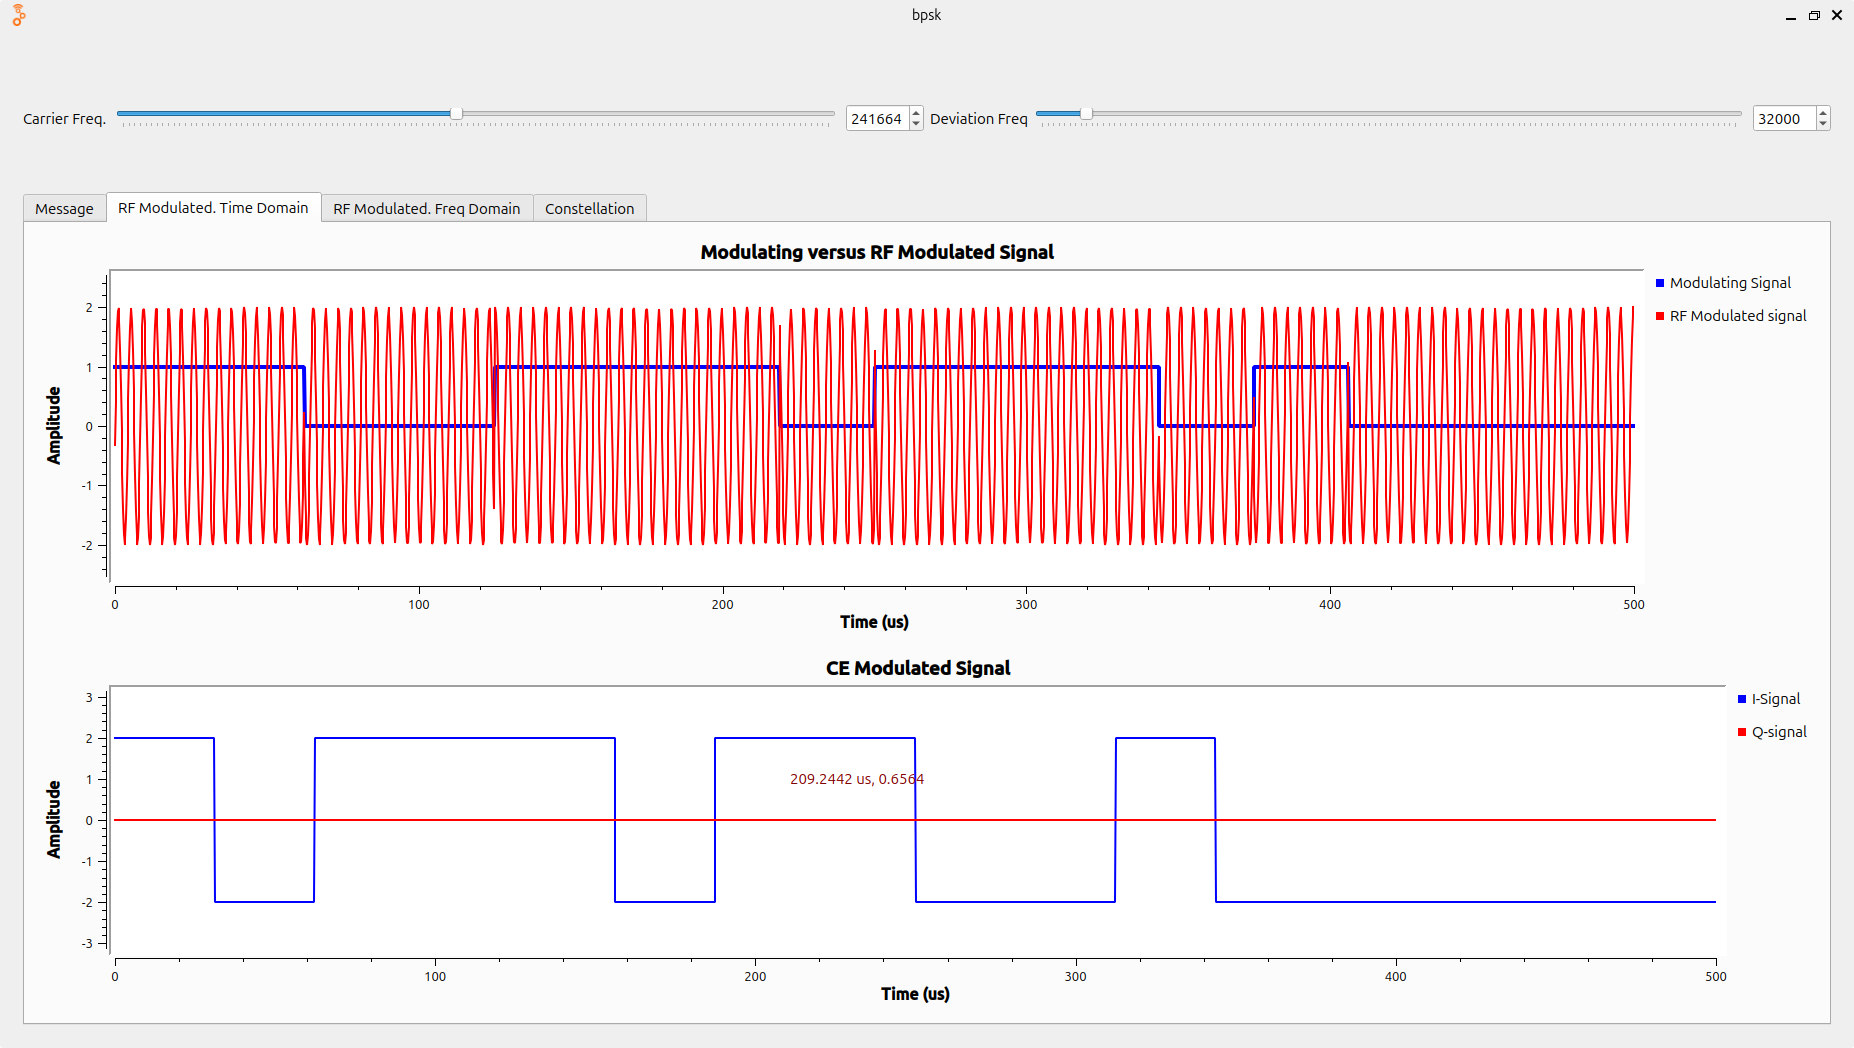 bpsk
Carrier Freq. 241664 Deviation Freq 32000
Message RF Modulated. Time Domain RF Modulated. Freq Domain Constellation
Modulating versus RF Modulated Signal
Modulating Signal
RF Modulated signal
Amplitude
2
1
0
-1
-2
0 100 200 300 400 500
Time (us)
CE Modulated Signal
I-Signal
Q-signal
Amplitude
3
2
1
0
-1
-2
-3
209.2442 us, 0.6564
0 100 200 300 400 500
Time (us)